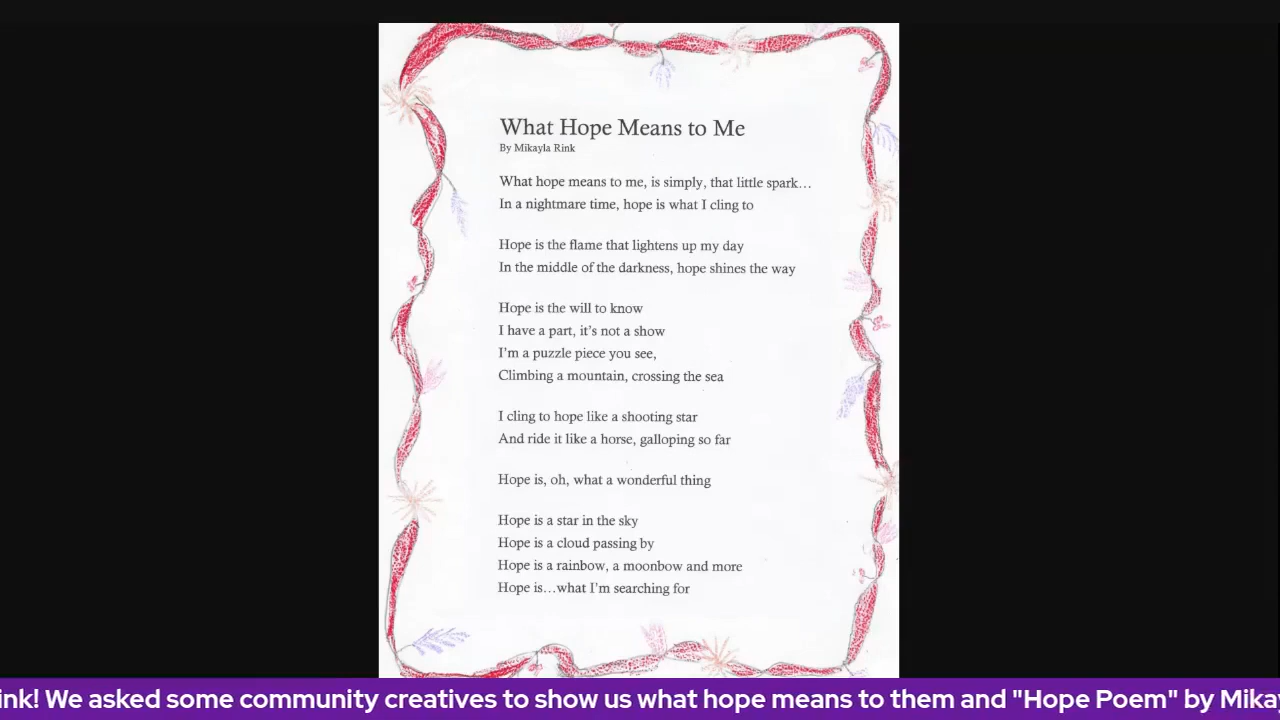 What Hope Means to Me
By Mikayla Rink
What hope means to me, is simply, that little spark…
In a nightmare time, hope is what I cling to
Hope is the flame that lightens up my day
In the middle of the darkness, hope shines the way
Hope is the will to know
I have a part, it’s not a show
I’m a puzzle piece you see,
Climbing a mountain, crossing the sea
I cling to hope like a shooting star
And ride it like a horse, galloping so far
Hope is, oh, what a wonderful thing
Hope is a star in the sky
Hope is a cloud passing by
Hope is a rainbow, a moonbow and more
Hope is…what I’m searching for
ink! We asked some community creatives to show us what hope means to them and "Hope Poem" by Mikay